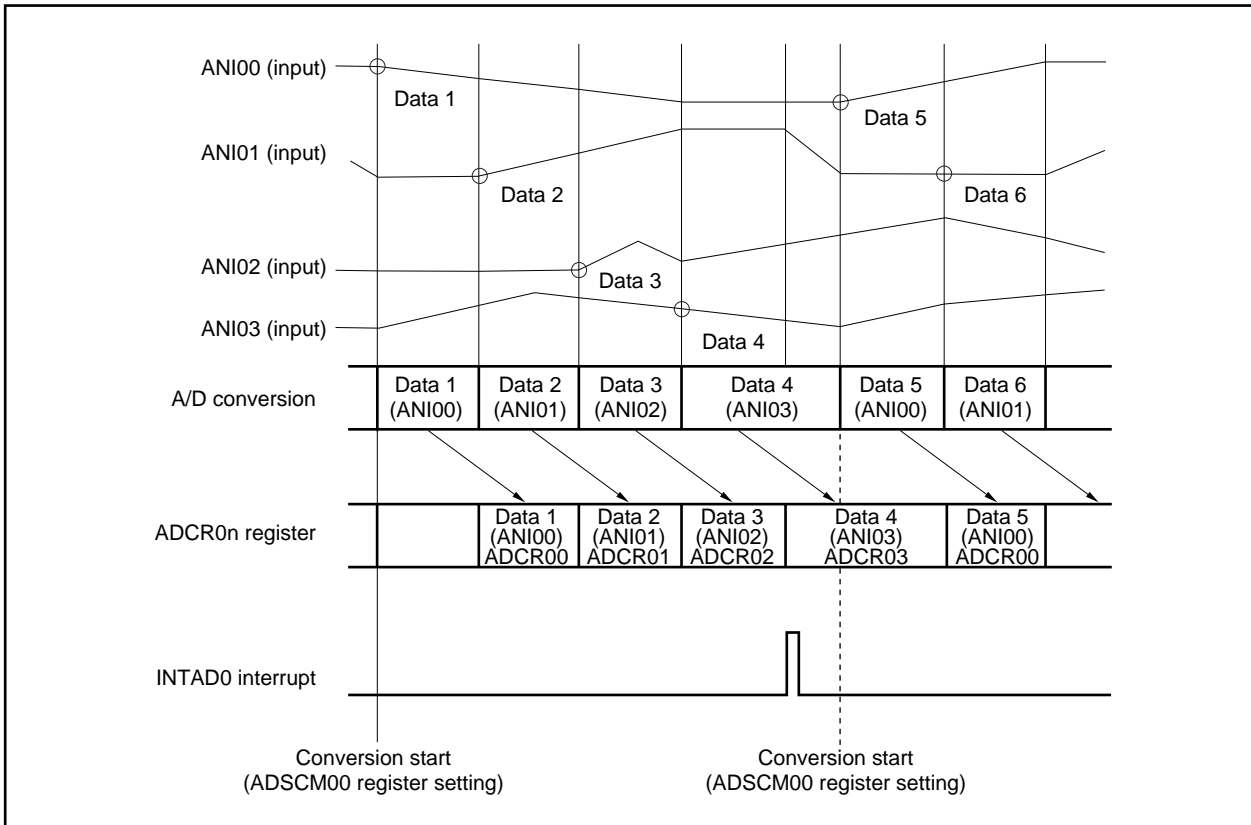 ANI00 (input)
Data 1
Data 5
ANI01 (input)
Data 2
Data 6
ANI02 (input)
Data 3
ANI03 (input)
Data 4
A/D conversion
Data 1
(ANI00)
Data 2
(ANI01)
Data 3
(ANI02)
Data 4
(ANI03)
Data 5
(ANI00)
Data 6
(ANI01)
ADCR0n register
Data 1
(ANI00)
ADCR00
Data 2
(ANI01)
ADCR01
Data 3
(ANI02)
ADCR02
Data 4
(ANI03)
ADCR03
Data 5
(ANI00)
ADCR00
INTAD0 interrupt
Conversion start
(ADSCM00 register setting)
Conversion start
(ADSCM00 register setting)